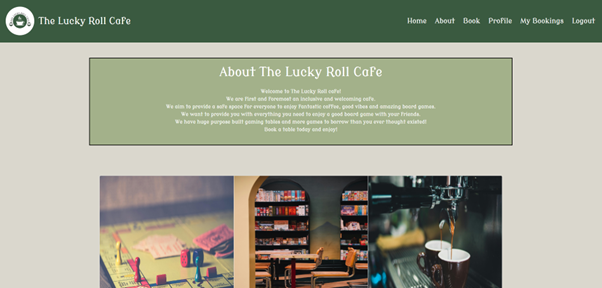 The Lucky Roll Cafe
Home About Book Profile My Bookings Logout
About The Lucky Roll Cafe
Welcome to The Lucky Roll cafe!
We are first and foremost an inclusive and welcoming cafe.
We aim to provide a safe space for everyone to enjoy fantastic coffee, good vibes and amazing board games.
We want to provide you with everything you need to enjoy a good board game with your friends.
We have huge purpose built gaming tables and more games to borrow than you ever thought existed!
Book a table today and enjoy!